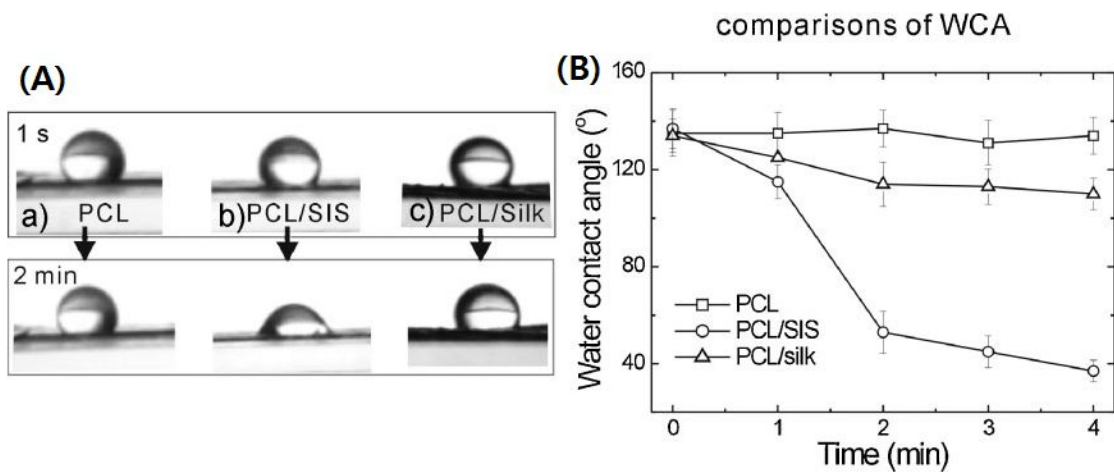 comparisons of WCA
(A)
1 s
a) PCL
b) PCL/SIS
c) PCL/Silk
2 min
(B)
Water contact angle (°)
160
120
80
40
PCL
PCL/SIS
PCL/silk
0 1 2 3 4
Time (min)